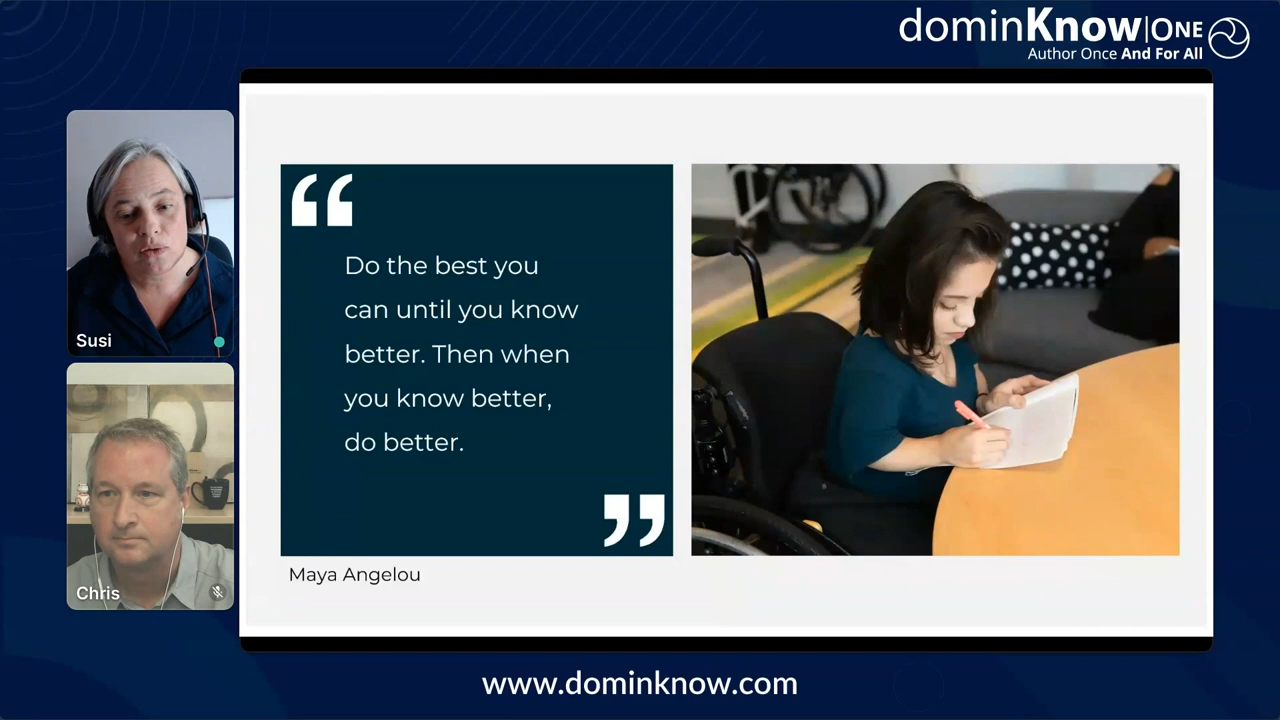 dominKnow|ONE
Author Once And For All
“
Do the best you
can until you know
better. Then when
you know better,
do better.
”
Maya Angelou
Susi
Chris
www.dominknow.com